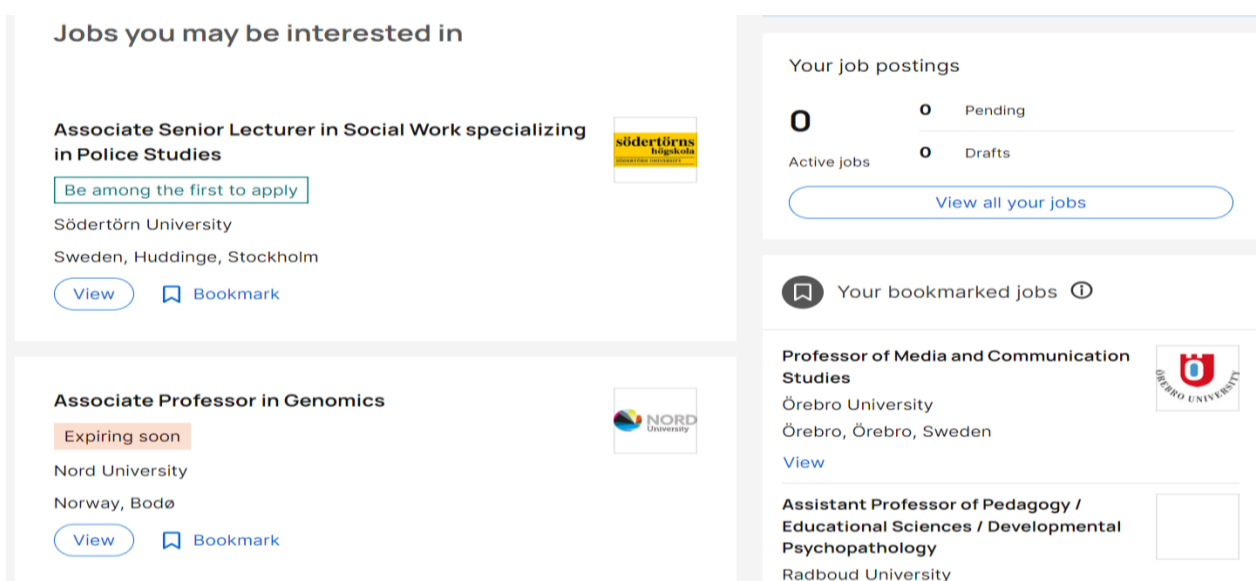 Jobs you may be interested in
Associate Senior Lecturer in Social Work specializing
in Police Studies
Be among the first to apply
Södertörn University
Sweden, Huddinge, Stockholm
View Bookmark
södertörns
högskola
SÖDERTÖRN UNIVERSITY
Associate Professor in Genomics
Expiring soon
Nord University
Norway, Bodø
View Bookmark
NORD
University
Your job postings
0
Active jobs
0 Pending
0 Drafts
View all your jobs
Your bookmarked jobs
Professor of Media and Communication
Studies
Örebro University
Örebro, Örebro, Sweden
View
ÖREBRO UNIVERSITY
Assistant Professor of Pedagogy /
Educational Sciences / Developmental
Psychopathology
Radboud University